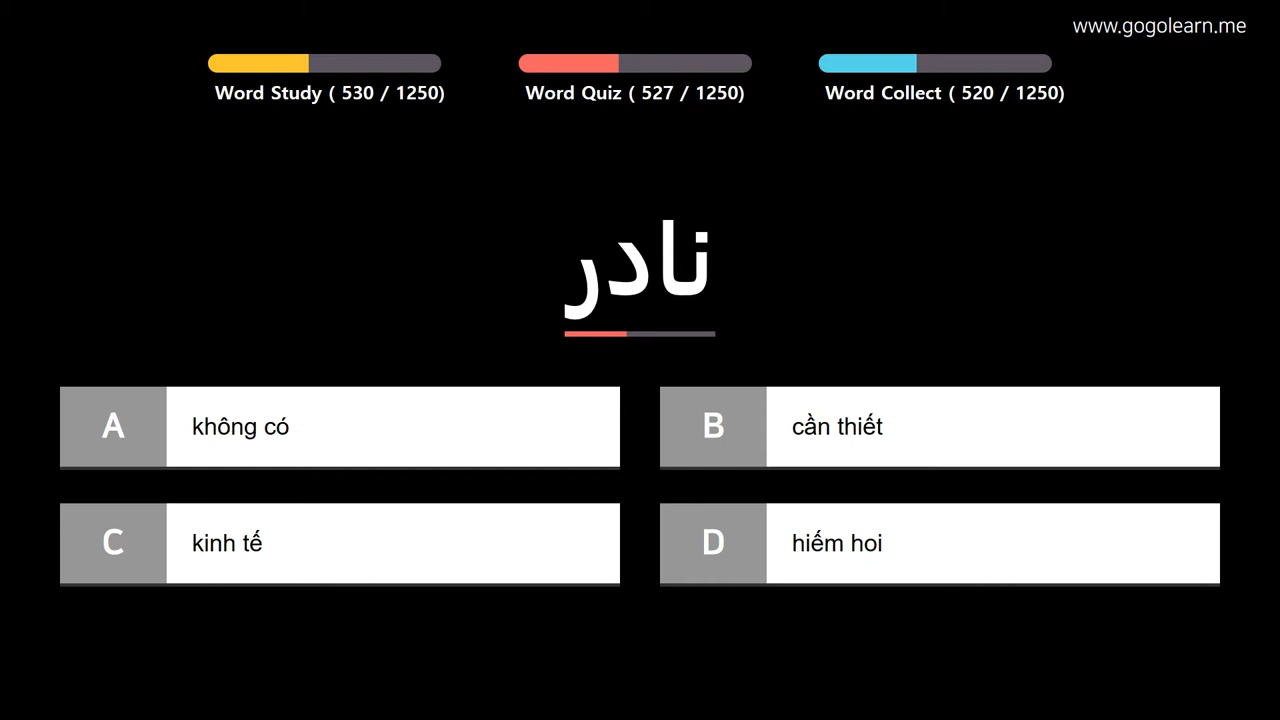 www.gogolearn.me
Word Study ( 530 / 1250)
Word Quiz ( 527 / 1250)
Word Collect ( 520 / 1250)
نادر
A không có
B cần thiết
C kinh tế
D hiếm hoi